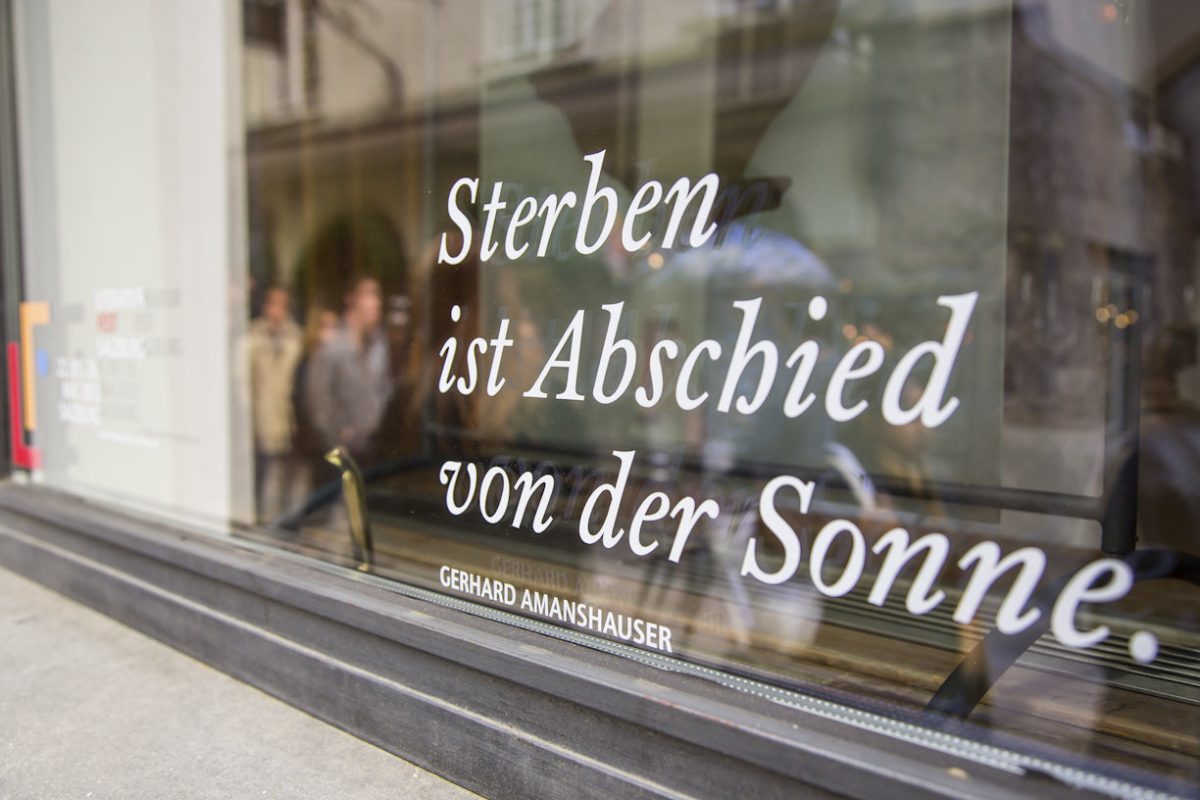 Sterben
ist Abschied
von der Sonne.
GERHARD AMANSHAUSER